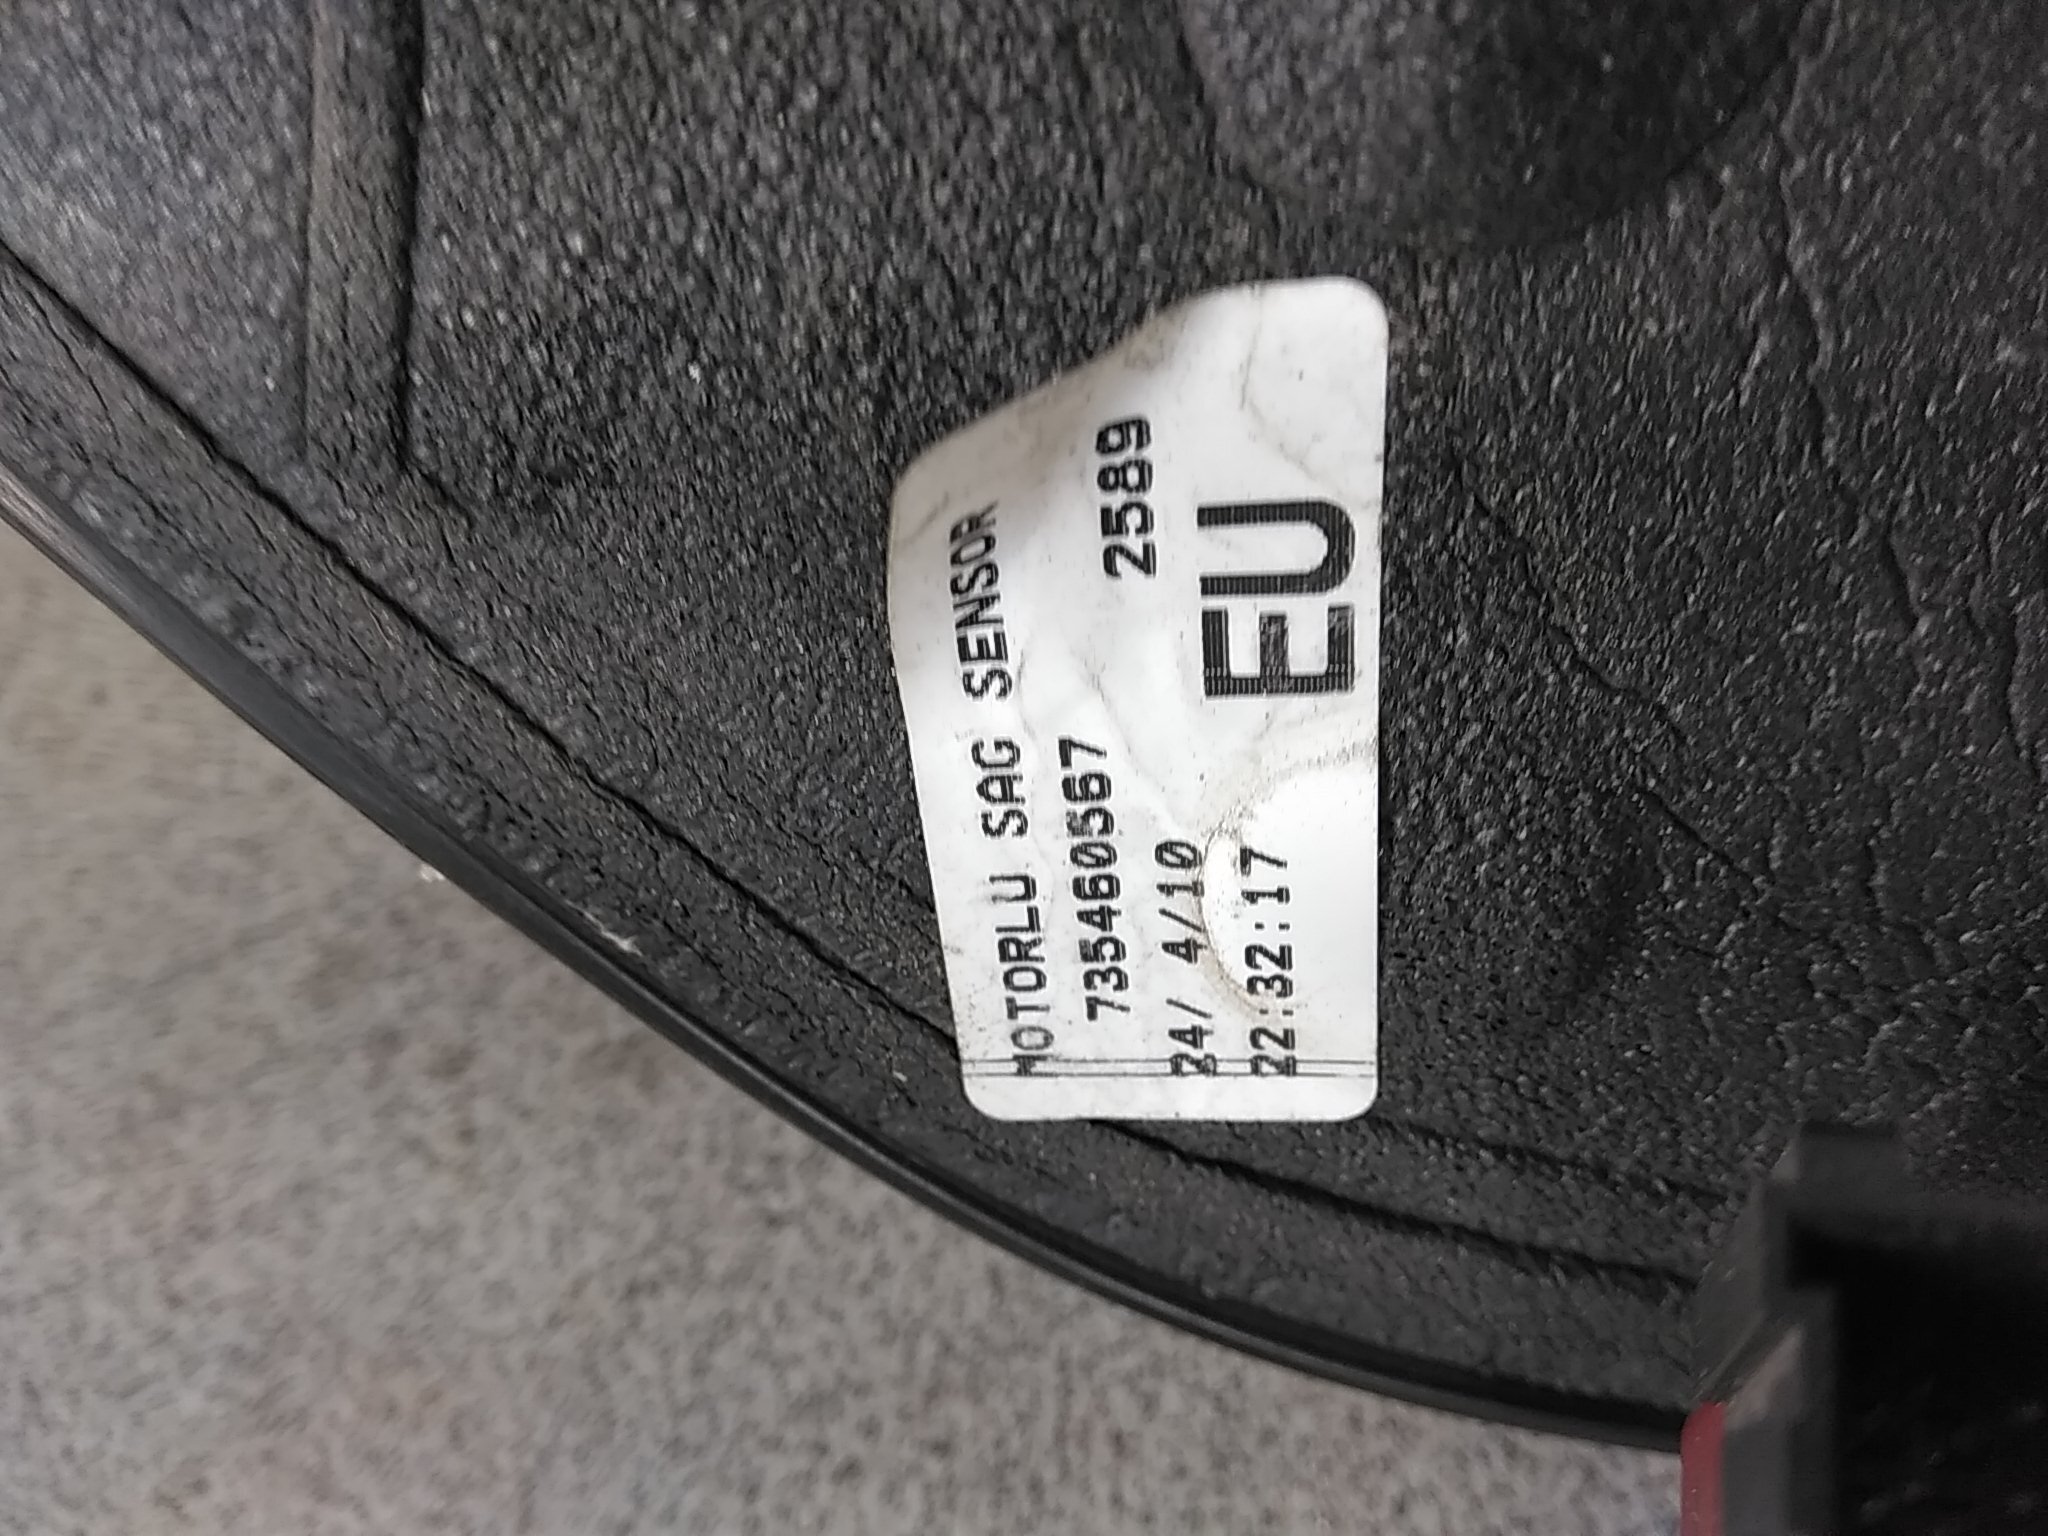 MOTORLU SAG SENSOR
735460567 2589
24/ 4/10
22:32:17 EU